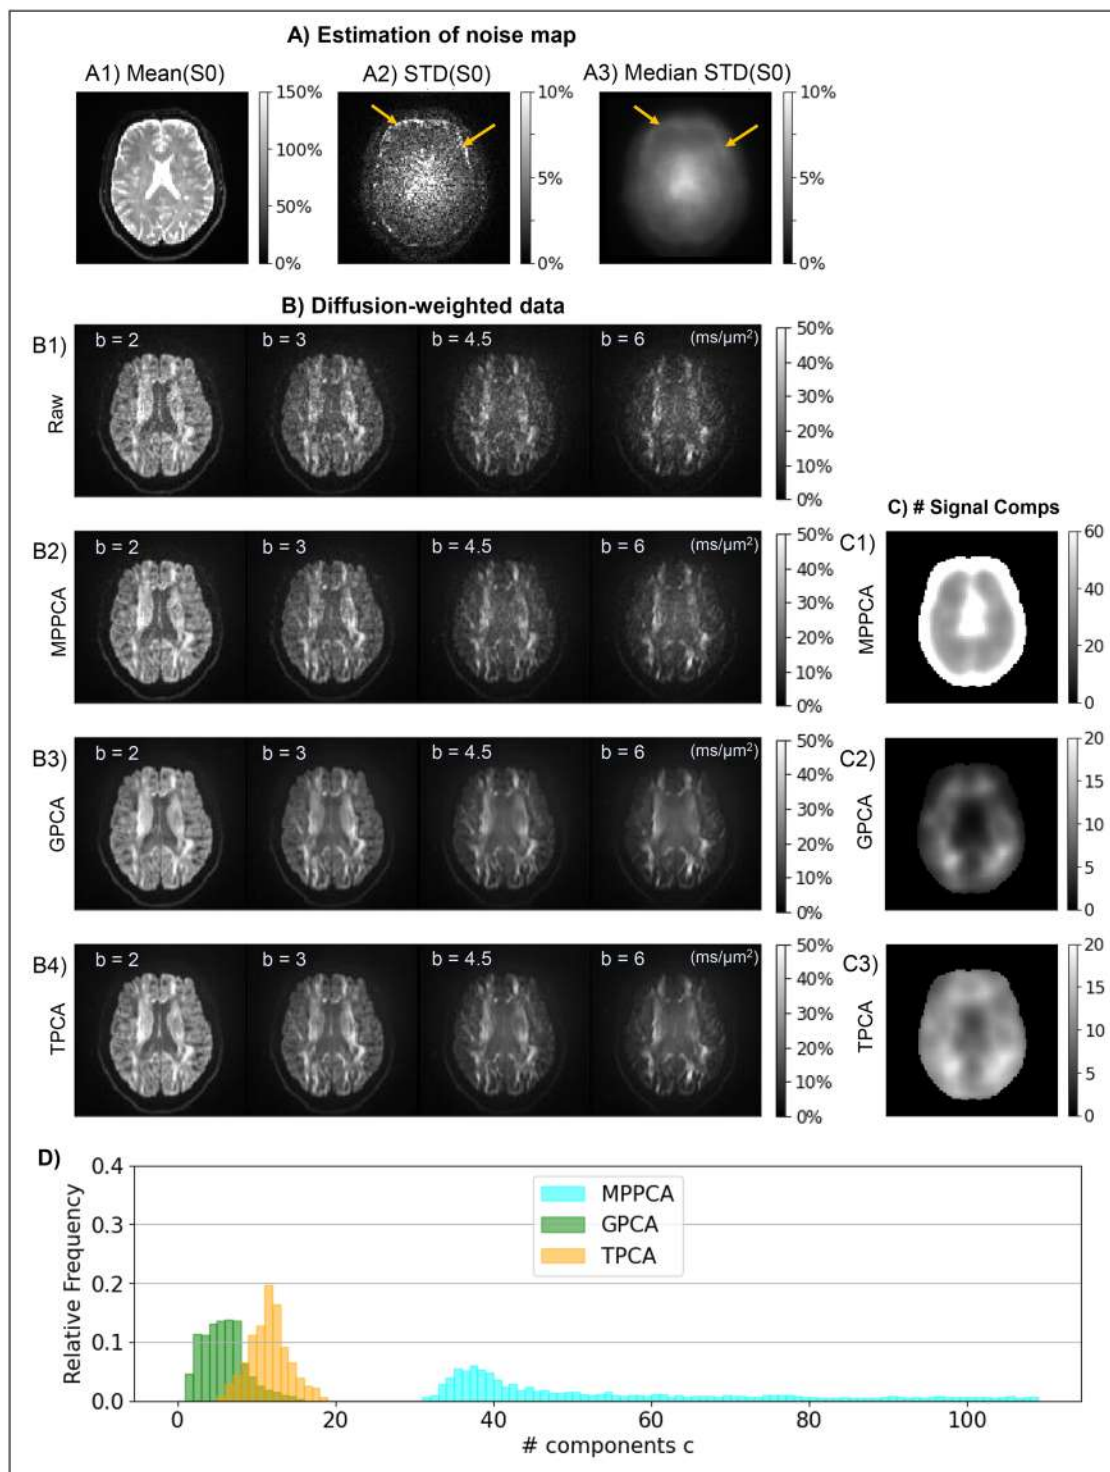 A) Estimation of noise map
A1) Mean(S0)
A2) STD(S0)
A3) Median STD(S0)
150%
100%
50%
0%
10%
5%
0%
10%
5%
0%
B) Diffusion-weighted data
B1)
Raw
b = 2
b = 3
b = 4.5
b = 6
(ms/µm²)
50%
40%
30%
20%
10%
0%
C) # Signal Comps
B2)
MPPCA
b = 2
b = 3
b = 4.5
b = 6
(ms/µm²)
50%
40%
30%
20%
10%
0%
C1)
MPPCA
60
40
20
0
B3)
GPCA
b = 2
b = 3
b = 4.5
b = 6
(ms/µm²)
50%
40%
30%
20%
10%
0%
C2)
GPCA
20
15
10
5
0
B4)
TPCA
b = 2
b = 3
b = 4.5
b = 6
(ms/µm²)
50%
40%
30%
20%
10%
0%
C3)
TPCA
20
15
10
5
0
D)
Relative Frequency
0.4
0.3
0.2
0.1
0.0
MPPCA
GPCA
TPCA
0
20
40
60
80
100
# components c